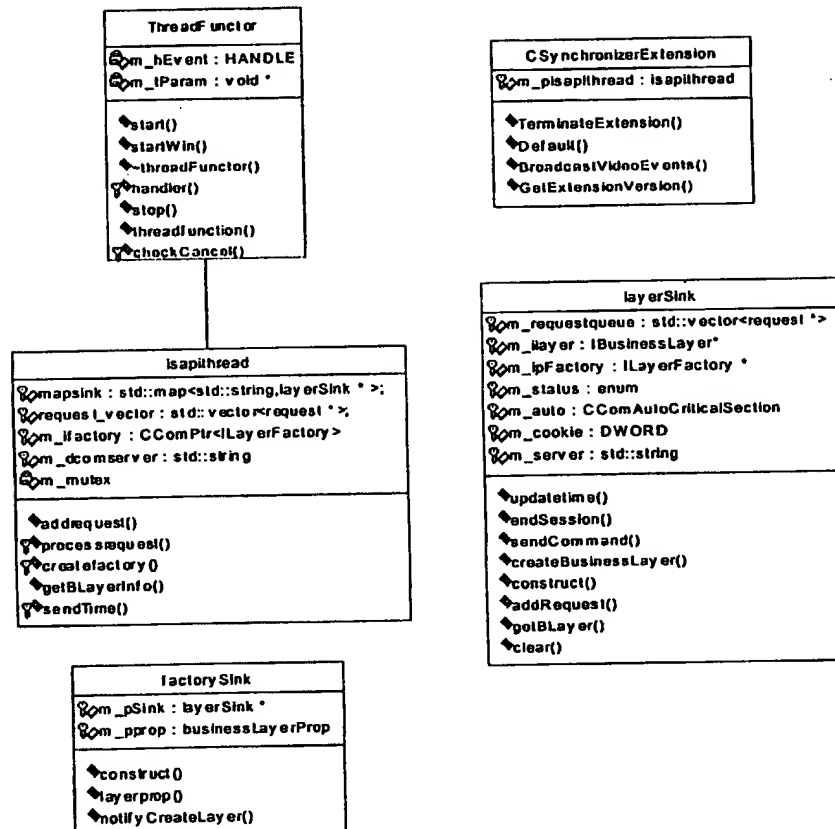 ThreadFunctor
m_hEvent : HANDLE
m_tParam : void *
start()
startWin()
~threadFunctor()
handler()
stop()
threadfunction()
checkCancel()
CSynchronizerExtension
m_pisapithread : isapithread
TerminateExtension()
Default()
BroadcastVideoEvents()
GetExtensionVersion()
isapithread
mapsink : std::map<std::string,layerSink * >;
request_vector : std::vector<request * >;
m_ifactory : CComPtr<ILayerFactory>
m_dcomserver : std::string
m_mutex
addrequest()
processrequest()
createfactory()
getBLayerInfo()
sendTime()
layerSink
m_requestqueue : std::vector<request *>
m_ilayer : IBusinessLayer*
m_ipFactory : ILayerFactory *
m_status : enum
m_auto : CComAutoCriticalSection
m_cookie : DWORD
m_server : std::string
updatetime()
endSession()
sendCommand()
createBusinessLayer()
construct()
addRequest()
getBLayer()
clear()
factorySink
m_pSink : layerSink *
m_pprop : businessLayerProp
construct()
layerprop()
notifyCreateLayer()